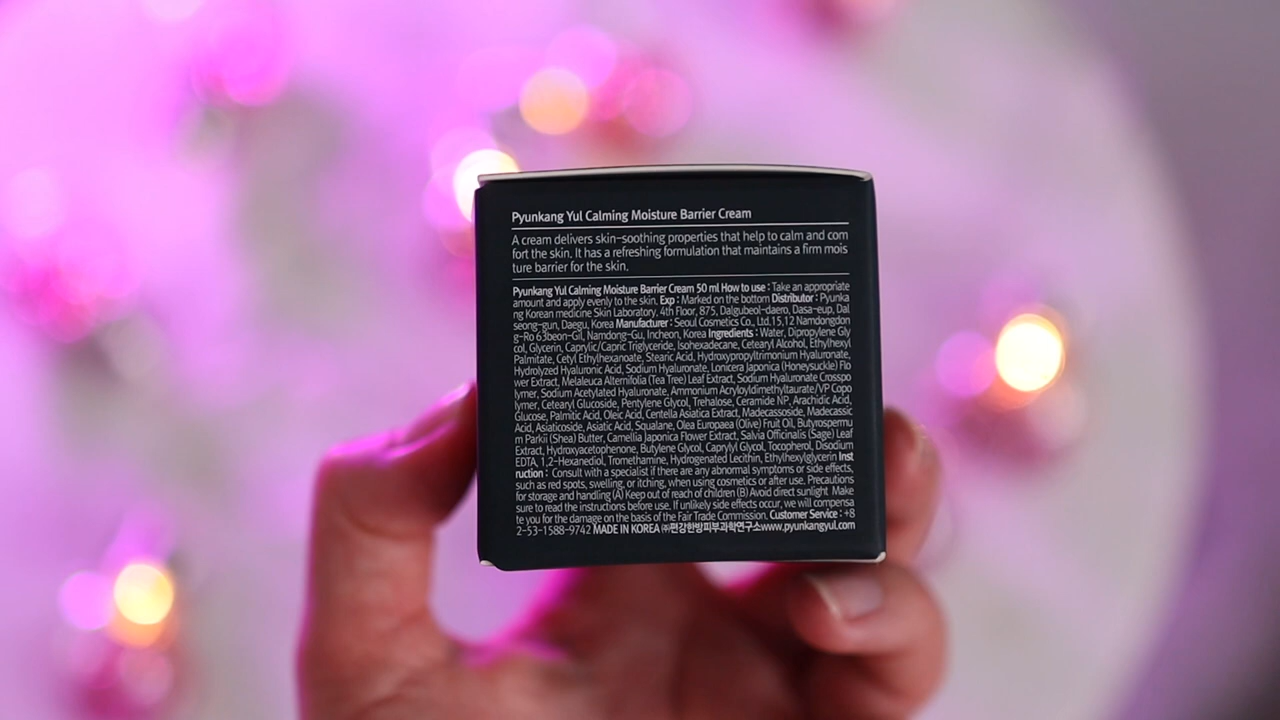 Pyunkang Yul Calming Moisture Barrier Cream
A cream delivers skin-soothing properties that help to calm and com
fort the skin. It has a refreshing formulation that maintains a firm mois
ture barrier for the skin.
Pyunkang Yul Calming Moisture Barrier Cream 50 ml How to use : Take an appropriate
amount and apply evenly to the skin. Exp : Marked on the bottom Distributor : Pyunka
ng Korean medicine Skin Laboratory. 4th Floor, 875, Dalgubeol-daero, Dasa-eup, Dal
seong-gun, Daegu, Korea Manufacturer : Seoul Cosmetics Co., Ltd.15,12 Namdongdon
g-Ro 63beon-Gil, Namdong-Gu, Incheon, Korea Ingredients : Water, Dipropylene Gly
col, Glycerin, Caprylic/Capric Triglyceride, Isohexadecane, Cetearyl Alcohol, Ethylhexyl
Palmitate, Cetyl Ethylhexanoate, Stearic Acid, Hydroxypropyltrimonium Hyaluronate,
Hydrolyzed Hyaluronic Acid, Sodium Hyaluronate, Lonicera Japonica (Honeysuckle) Flo
wer Extract, Melaleuca Alternifolia (Tea Tree) Leaf Extract, Sodium Hyaluronate Crosspo
lymer, Sodium Acetylated Hyaluronate, Ammonium Acryloyldimethyltaurate/VP Copo
lymer, Cetearyl Glucoside, Pentylene Glycol, Trehalose, Ceramide NP, Arachidic Acid,
Glucose, Palmitic Acid, Oleic Acid, Centella Asiatica Extract, Madecassoside, Madecassic
Acid, Asiaticoside, Asiatic Acid, Squalane, Olea Europaea (Olive) Fruit Oil, Butyrospermu
m Parkii (Shea) Butter, Camellia Japonica Flower Extract, Salvia Officinalis (Sage) Leaf
Extract, Hydroxyacetophenone, Butylene Glycol, Caprylyl Glycol, Tocopherol, Disodium
EDTA, 1,2-Hexanediol, Tromethamine, Hydrogenated Lecithin, Ethylhexylglycerin Inst
ruction : Consult with a specialist if there are any abnormal symptoms or side effects,
such as red spots, swelling, or itching, when using cosmetics or after use. Precautions
for storage and handling (A) Keep out of reach of children (B) Avoid direct sunlight Make
sure to read the instructions before use. If unlikely side effects occur, we will compensa
te you for the damage on the basis of the Fair Trade Commission. Customer Service : +8
2-53-1588-9742 MADE IN KOREA ㈜편강한방피부과학연구소www.pyunkangyul.com